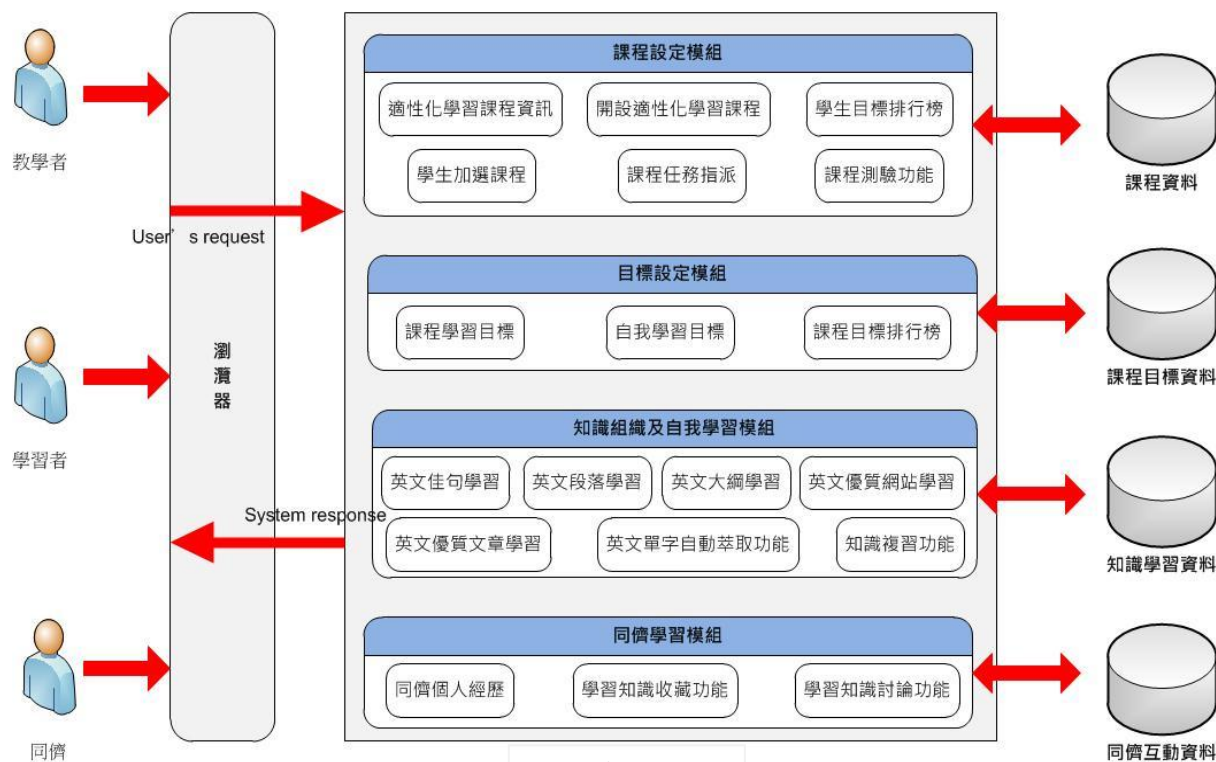 教學者
學習者
同儕
User's request
瀏
灠
器
System response
課程設定模組
適性化學習課程資訊
開設適性化學習課程
學生目標排行榜
學生加選課程
課程任務指派
課程測驗功能
目標設定模組
課程學習目標
自我學習目標
課程目標排行榜
知識組織及自我學習模組
英文佳句學習
英文段落學習
英文大綱學習
英文優質網站學習
英文優質文章學習
英文單字自動萃取功能
知識複習功能
同儕學習模組
同儕個人經歷
學習知識收藏功能
學習知識討論功能
課程資料
課程目標資料
知識學習資料
同儕互動資料